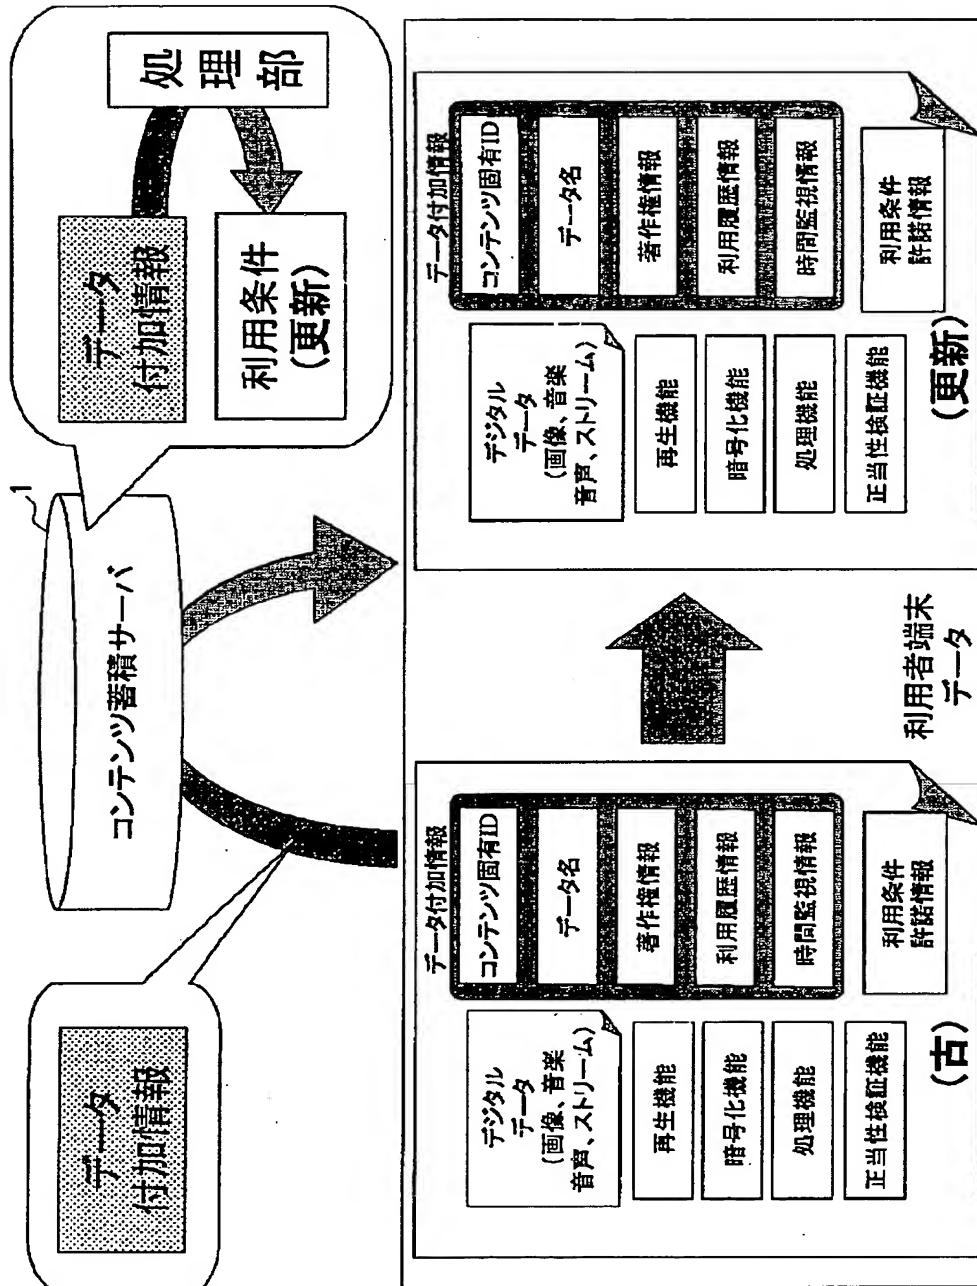 データ
付加情報
1
コンテンツ蓄積サーバ
データ
付加情報
処
理
部
利用条件
(更新)
デジタル
データ
(画像、音楽
音声、ストリーム)
再生機能
暗号化機能
処理機能
正当性検証機能
(古)
データ付加情報
コンテンツ固有ID
データ名
著作権情報
利用履歴情報
時間監視情報
利用条件
許諾情報
利用者端末
データ
デジタル
データ
(画像、音楽
音声、ストリーム)
再生機能
暗号化機能
処理機能
正当性検証機能
(更新)
データ付加情報
コンテンツ固有ID
データ名
著作権情報
利用履歴情報
時間監視情報
利用条件
許諾情報